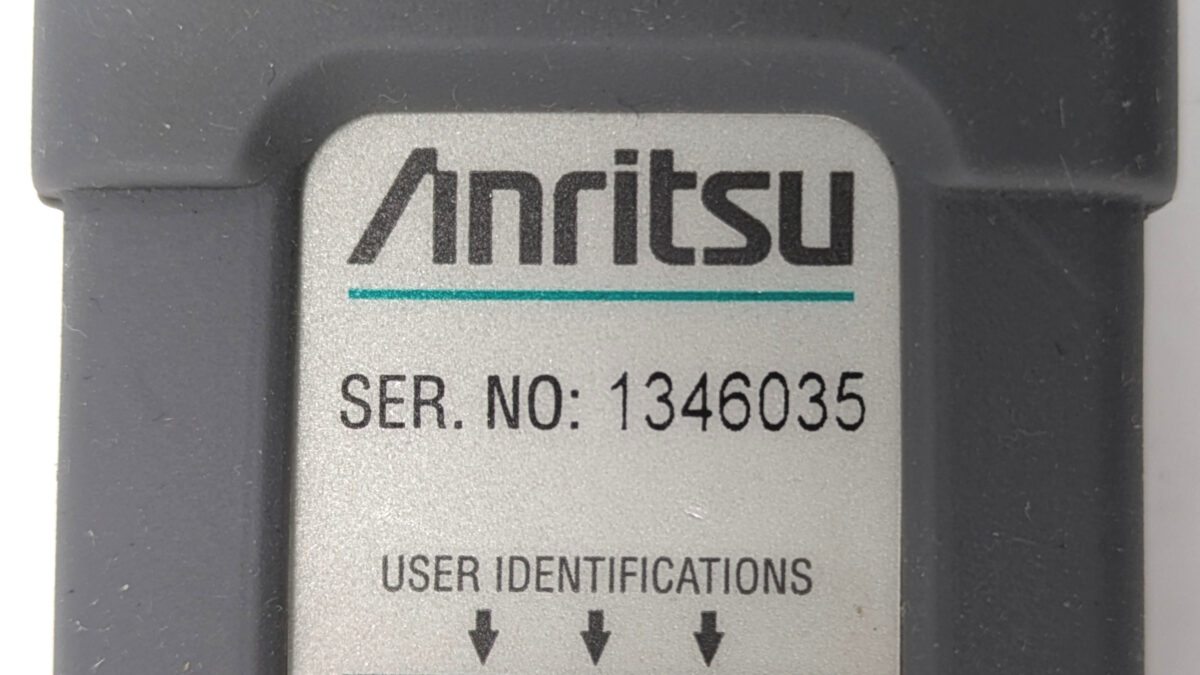 Anritsu
SER. NO: 1346035
USER IDENTIFICATIONS